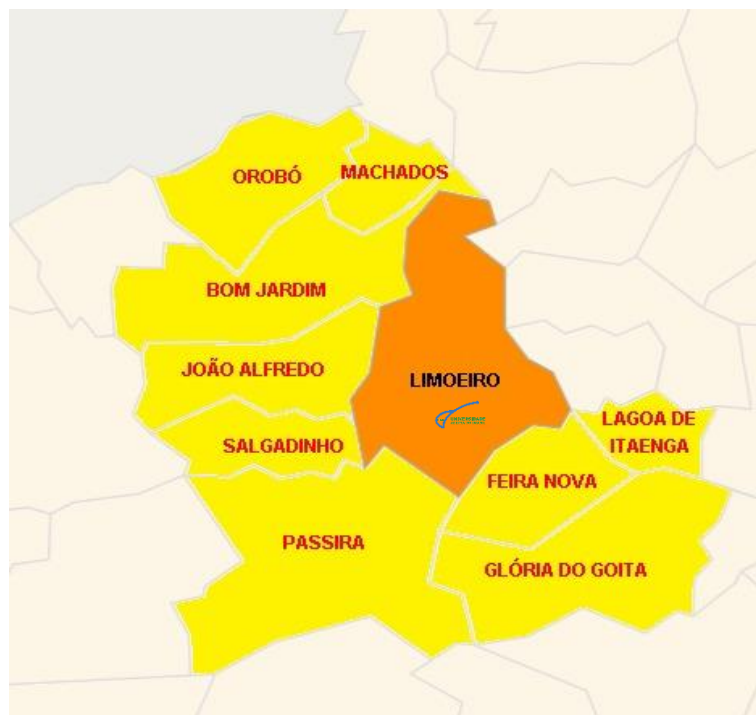 OROBÓ
MACHADOS
BOM JARDIM
JOÃO ALFREDO
LIMOEIRO
SALGADINHO
LAGOA DE
ITAENGA
FEIRA NOVA
PASSIRA
GLÓRIA DO GOITA